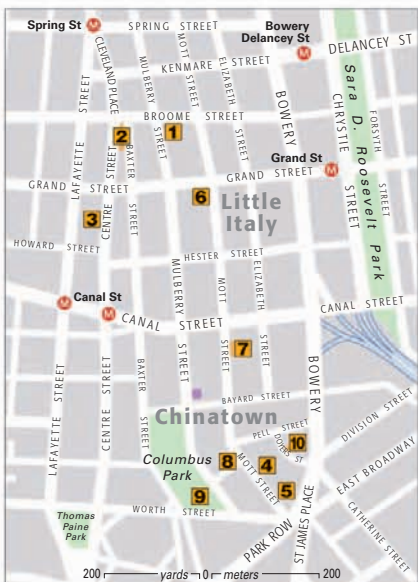 Spring St
M
SPRING STREET
Bowery
Delancey St
M
DELANCEY ST
CLEVELAND PLACE
MOTT STREET
KENMARE STREET
MULBERRY STREET
ELIZABETH STREET
BOWERY
CHRYSTIE STREET
Sara D. Roosevelt Park
FORSYTH STREET
LAFAYETTE STREET
BROOME STREET
2
1
BAXTER STREET
CENTRE STREET
Grand St
M
GRAND STREET
GRAND STREET
6
Little
Italy
3
HOWARD STREET
HESTER STREET
MULBERRY STREET
MOTT STREET
ELIZABETH STREET
M
Canal St
M
CANAL STREET
CANAL STREET
7
BOWERY
LAFAYETTE STREET
CENTRE STREET
BAXTER STREET
BAYARD STREET
Chinatown
PELL STREET
DOYERS ST
10
DIVISION STREET
Columbus
Park
8
4
MOTT STREET
EAST BROADWAY
9
5
WORTH STREET
Thomas
Paine
Park
PARK ROW
ST JAMES PLACE
CATHERINE STREET
200 yards 0 meters 200